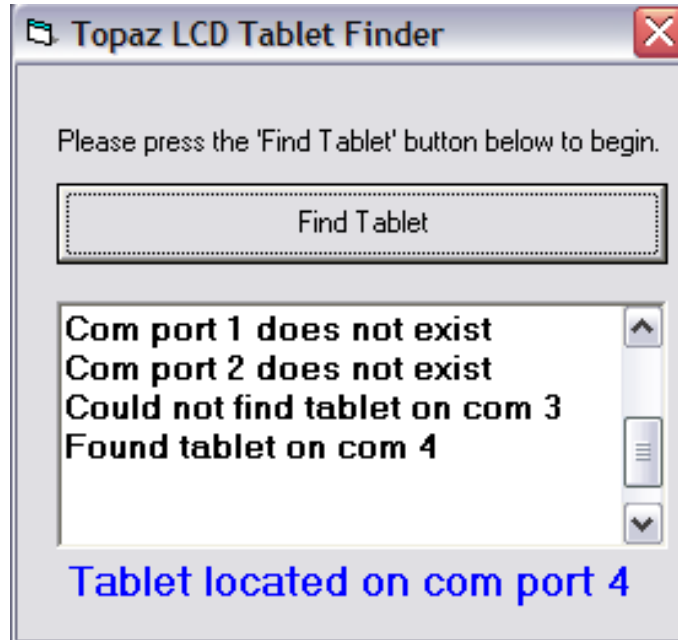 Topaz LCD Tablet Finder
Please press the 'Find Tablet' button below to begin.
Find Tablet
Com port 1 does not exist
Com port 2 does not exist
Could not find tablet on com 3
Found tablet on com 4
Tablet located on com port 4